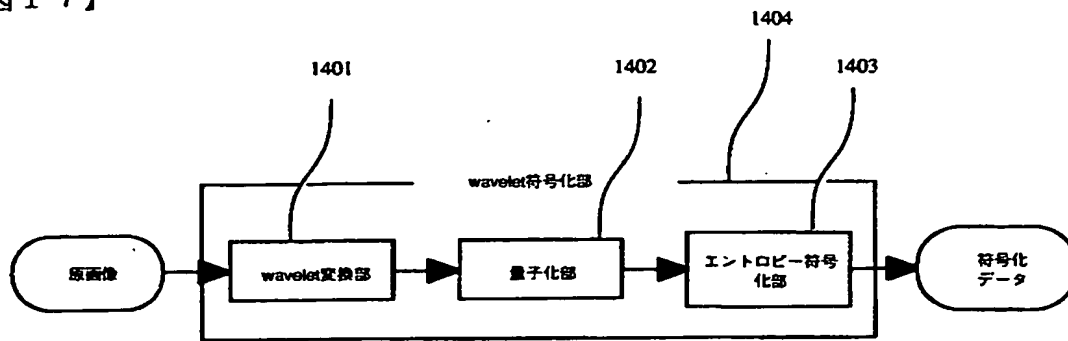 図17】
1404
1401
1402
1403
wavelet符号化部
原画像
wavelet変換部
量子化部
エントロピー符号
化部
符号化
データ